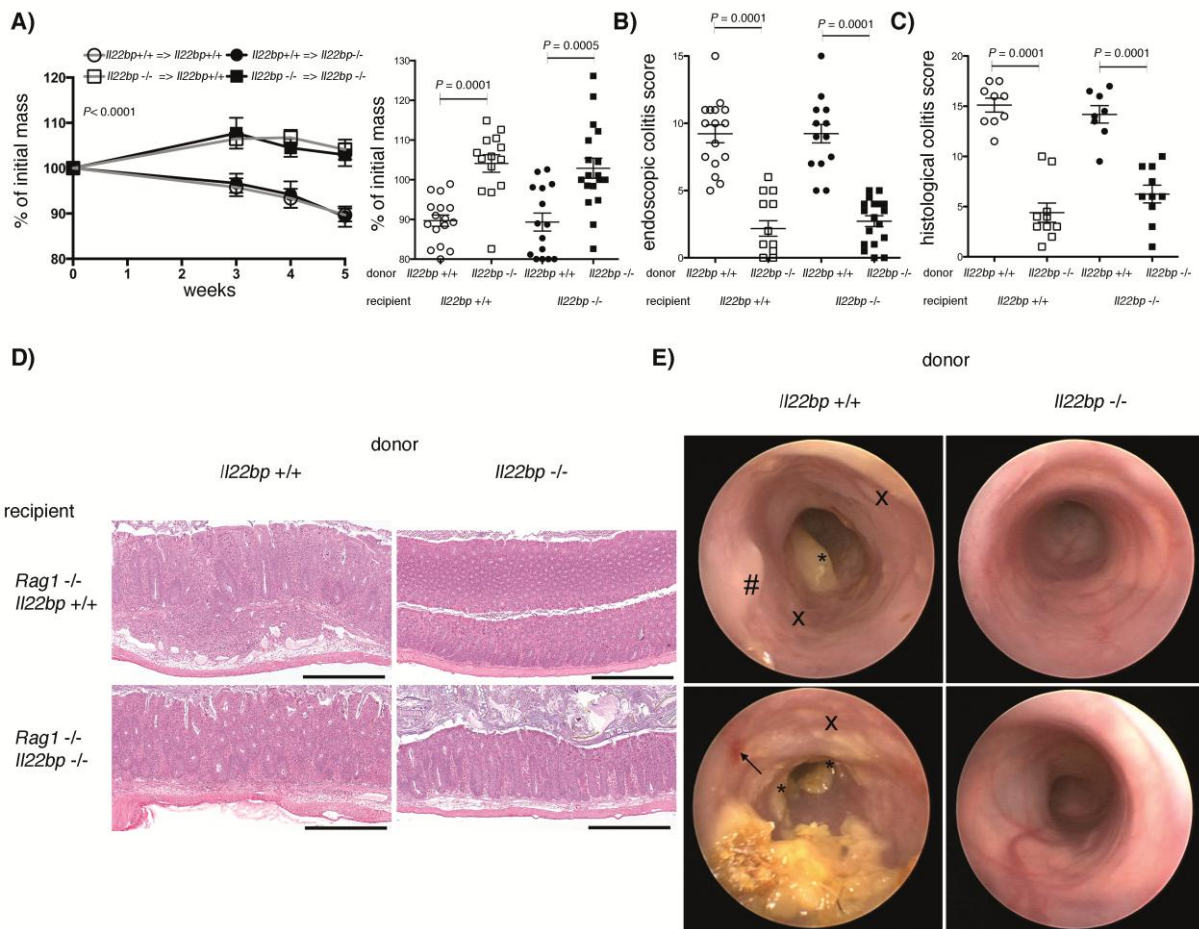 A)
Il22bp+/+ => Il22bp+/+ Il22bp+/+ => Il22bp-/-
Il22bp -/- => Il22bp+/+ Il22bp -/- => Il22bp -/-
P< 0.0001
% of initial mass
120
110
100
90
80
0 1 2 3 4 5
weeks
P = 0.0005
P = 0.0001
% of initial mass
130
120
110
100
90
80
donor Il22bp +/+ Il22bp -/- Il22bp +/+ Il22bp -/-
recipient Il22bp +/+ Il22bp -/-
B)
P = 0.0001 P = 0.0001
endoscopic colitis score
15
10
5
0
donor Il22bp +/+ Il22bp -/- Il22bp +/+ Il22bp -/-
recipient Il22bp +/+ Il22bp -/-
C)
P = 0.0001 P = 0.0001
histological colitis score
20
15
10
5
0
donor Il22bp +/+ Il22bp -/- Il22bp +/+ Il22bp -/-
recipient Il22bp +/+ Il22bp -/-
D)
donor
Il22bp +/+ Il22bp -/-
recipient
Rag1 -/-
Il22bp +/+
Rag1 -/-
Il22bp -/-
E)
donor
Il22bp +/+ Il22bp -/-
x
*
#
x
x
*
*